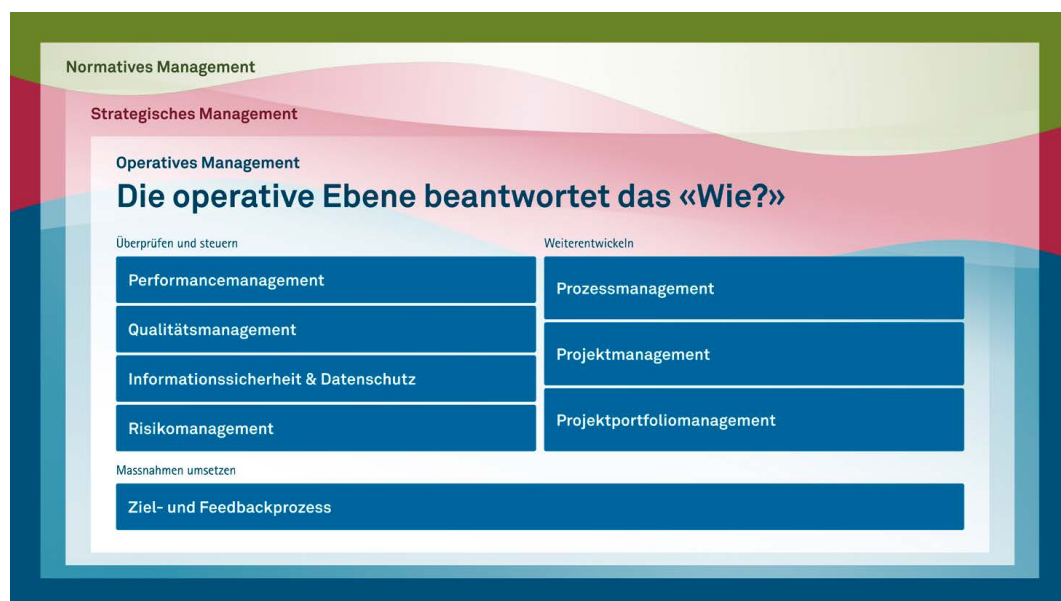 Normatives Management
Strategisches Management
Operatives Management
Die operative Ebene beantwortet das «Wie?»
Überprüfen und steuern
Performancemanagement
Qualitätsmanagement
Informationssicherheit & Datenschutz
Risikomanagement
Weiterentwickeln
Prozessmanagement
Projektmanagement
Projektportfoliomanagement
Massnahmen umsetzen
Ziel- und Feedbackprozess